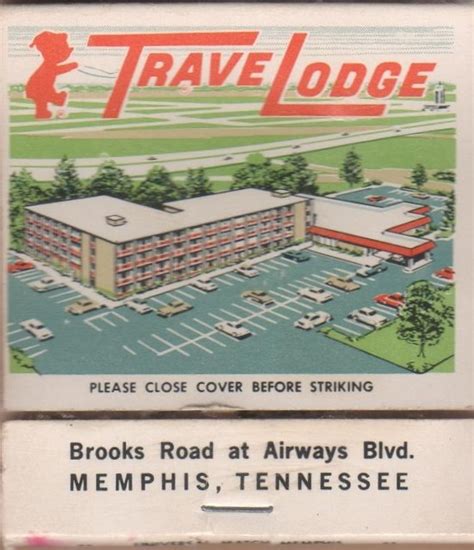 TRAVELODGE
PLEASE CLOSE COVER BEFORE STRIKING
Brooks Road at Airways Blvd.
MEMPHIS, TENNESSEE